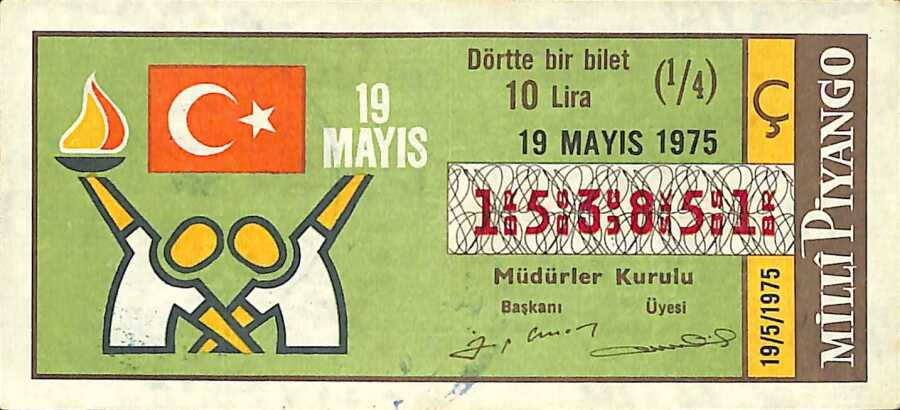 19
MAYIS
Dörtte bir bilet
10 Lira
(1/4)
19 MAYIS 1975
153851
Müdürler Kurulu
Başkanı
Üyesi
Ç
19/5/1975
MİLLÎ PİYANGO